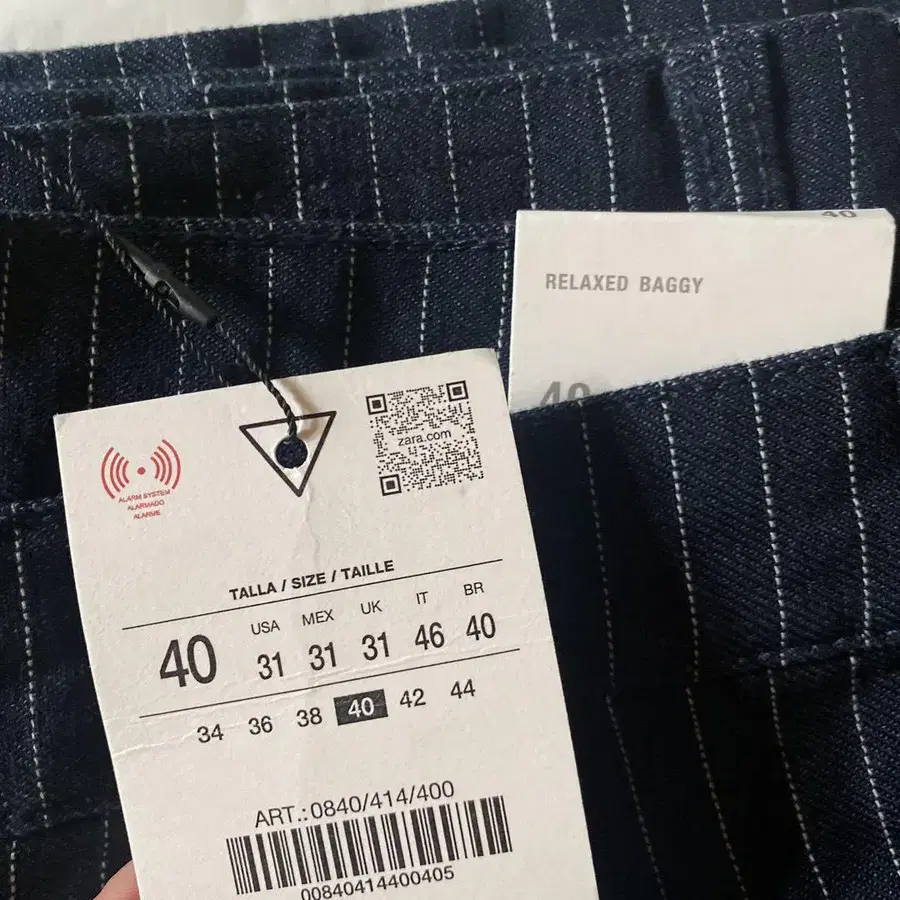 40
RELAXED BAGGY
40
zara.com
ALARM SYSTEM
ALARMADO
ALARME
TALLA / SIZE / TAILLE
USA MEX UK IT BR
40 31 31 31 46 40
34 36 38 40 42 44
ART.:0840/414/400
00840414400405